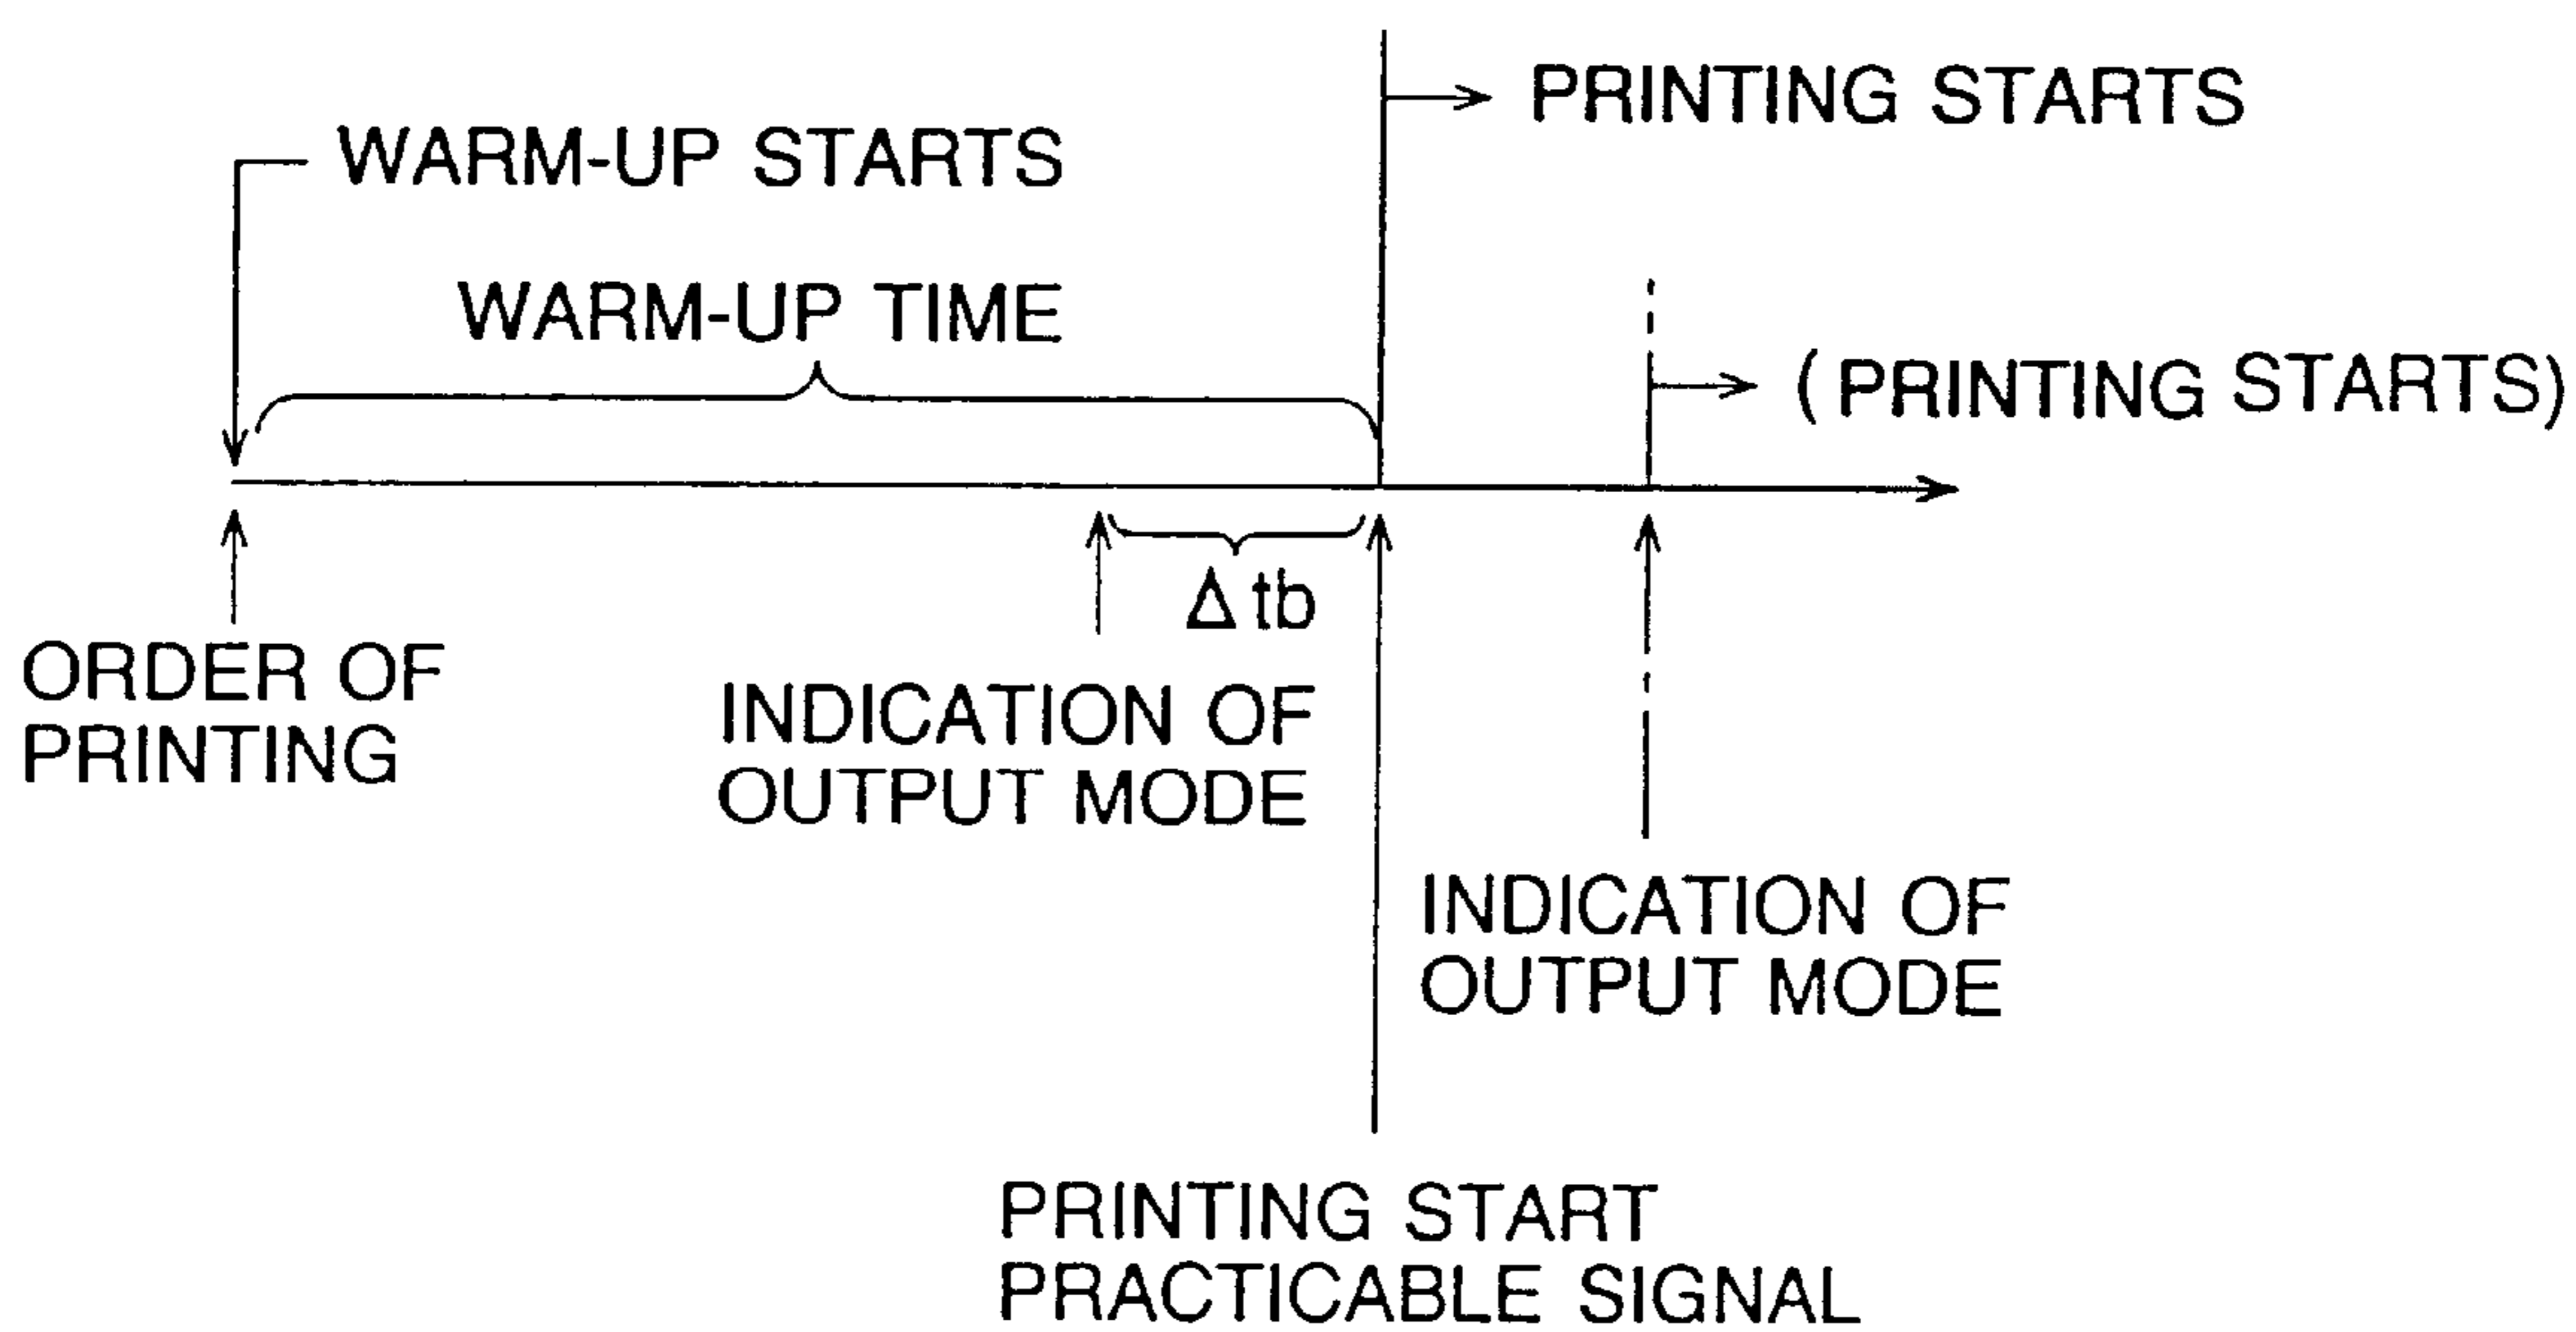 PRINTING STARTS
WARM-UP STARTS
WARM-UP TIME
(PRINTING STARTS)
Δtb
ORDER OF
PRINTING
INDICATION OF
OUTPUT MODE
INDICATION OF
OUTPUT MODE
PRINTING START
PRACTICABLE SIGNAL